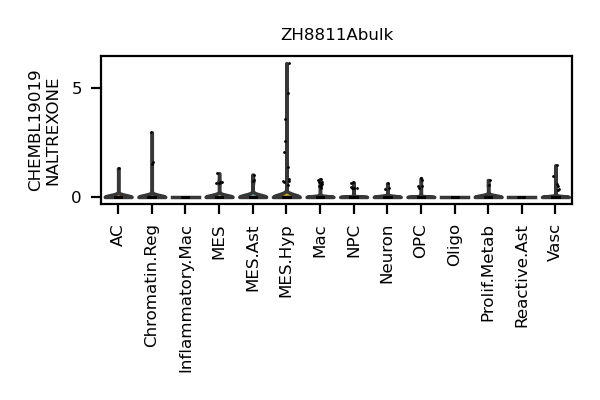 ZH8811Abulk
CHEMBL19019
NALTREXONE
5
0
AC
Chromatin.Reg
Inflammatory.Mac
MES
MES.Ast
MES.Hyp
Mac
NPC
Neuron
OPC
Oligo
Prolif.Metab
Reactive.Ast
Vasc